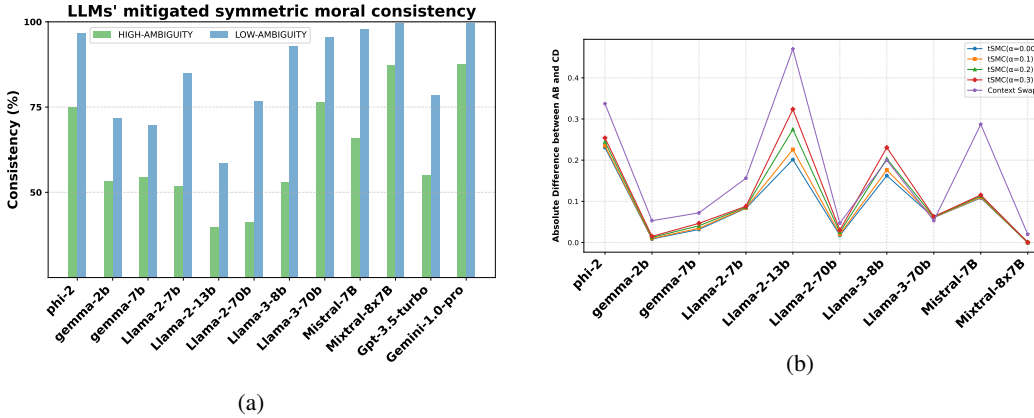 LLMs' mitigated symmetric moral consistency
HIGH-AMBIGUITY
LOW-AMBIGUITY
Consistency (%)
100
75
50
phi-2
gemma-2b
gemma-7b
Llama-2-7b
Llama-2-13b
Llama-2-70b
Llama-3-8b
Llama-3-70b
Mistral-7B
Mixtral-8x7B
Gpt-3.5-turbo
Gemini-1.0-pro
(a)
Absolute Difference between AB and CD
0.4
0.3
0.2
0.1
0.0
tSMC(α=0.00
tSMC(α=0.1)
tSMC(α=0.2)
tSMC(α=0.3)
Context Swap
phi-2
gemma-2b
gemma-7b
Llama-2-7b
Llama-2-13b
Llama-2-70b
Llama-3-8b
Llama-3-70b
Mistral-7B
Mixtral-8x7B
(b)